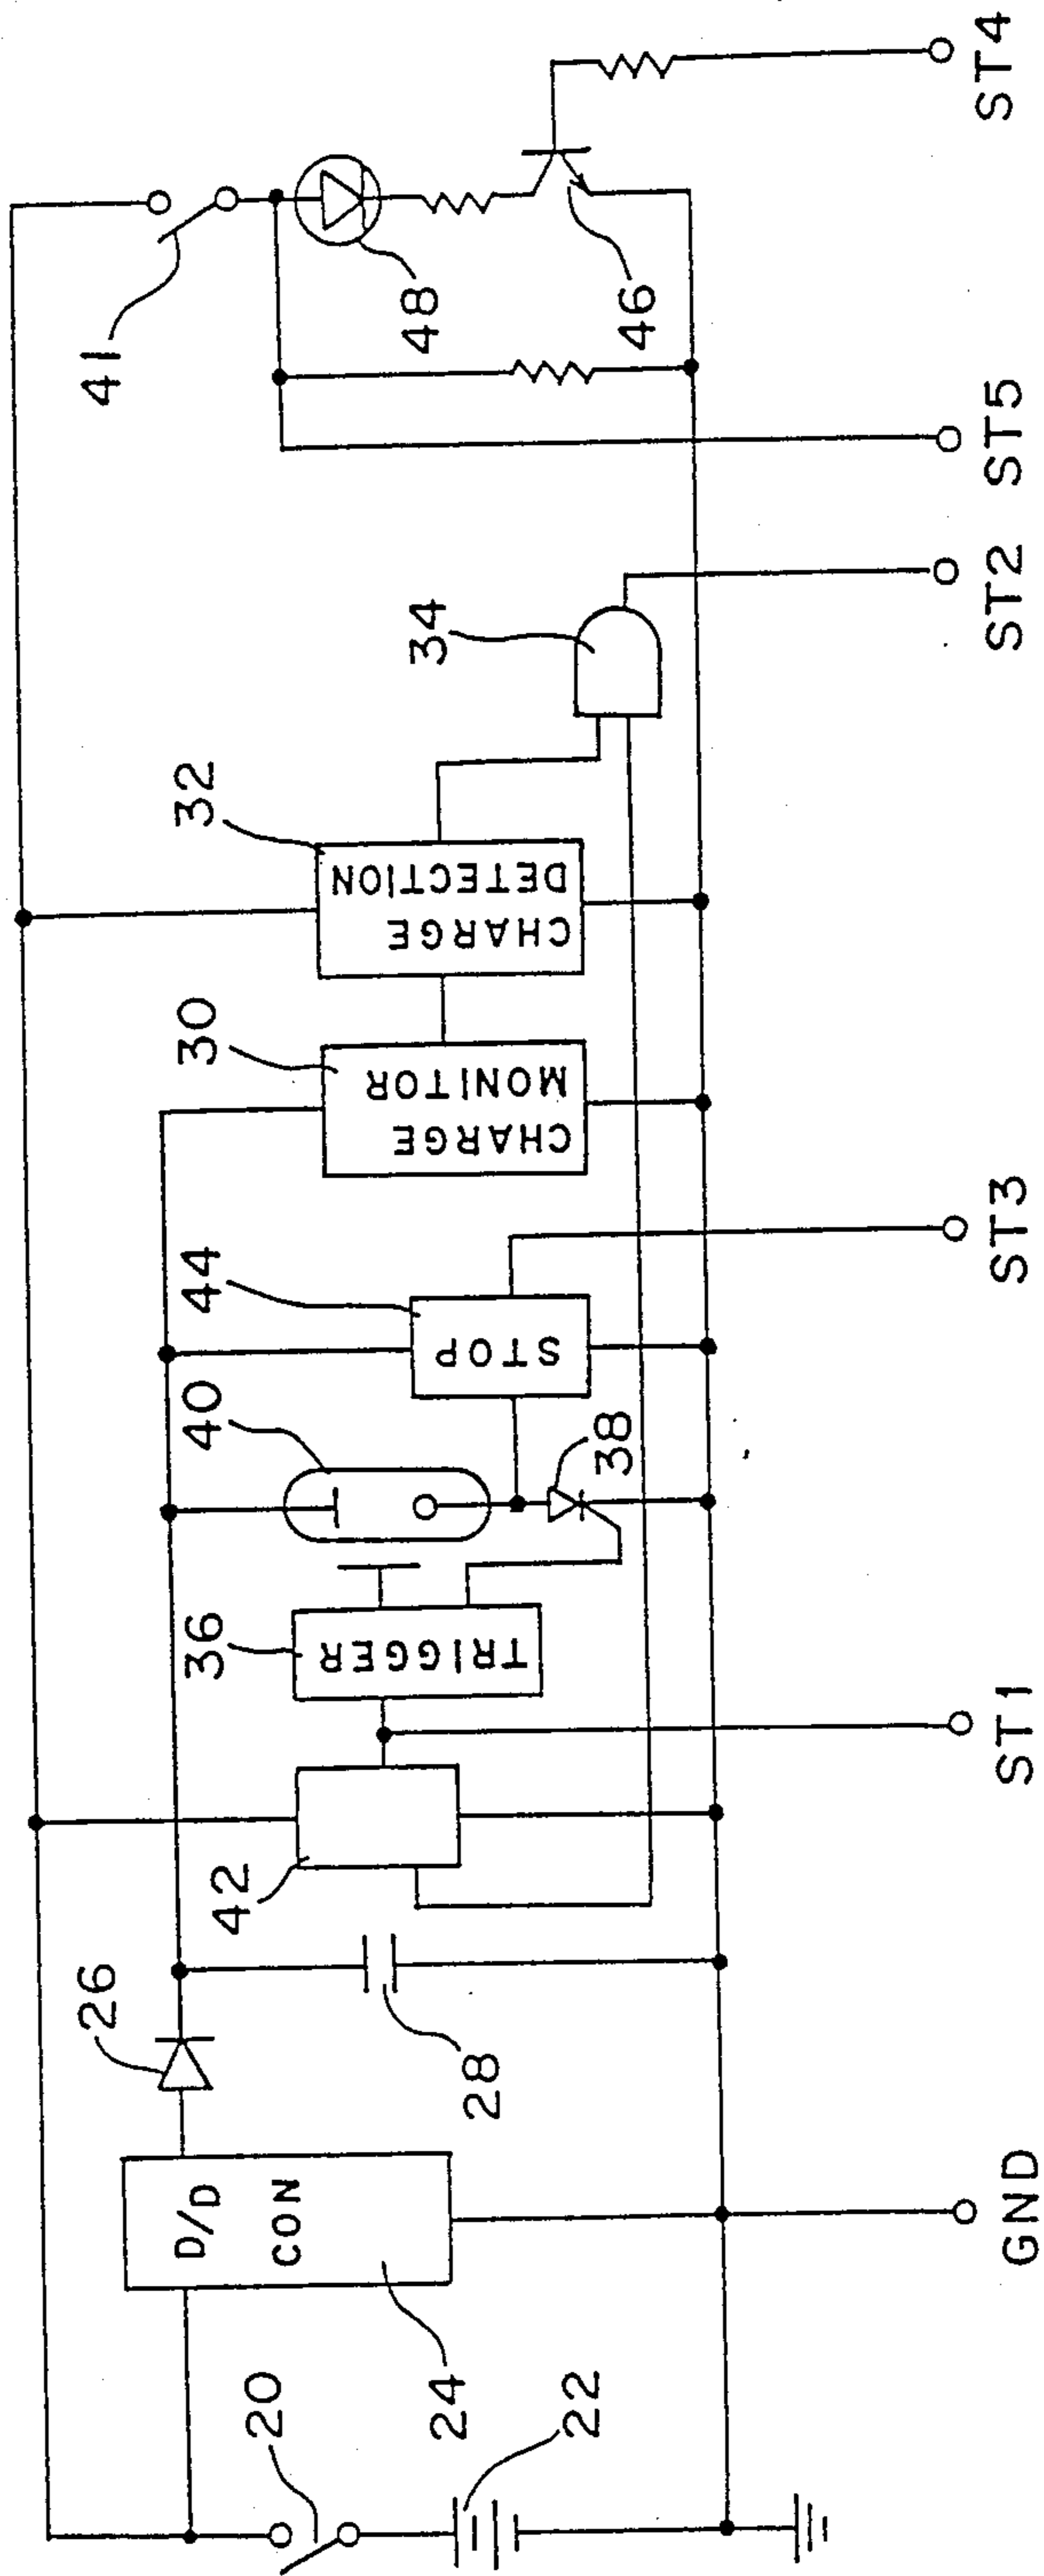 41
48
46
ST4
ST5
34
ST2
32
CHARGE
DETECTION
30
CHARGE
MONITOR
44
STOP
ST3
40
38
36
TRIGGER
ST1
42
26
28
D/D
CON
24
GND
20
22